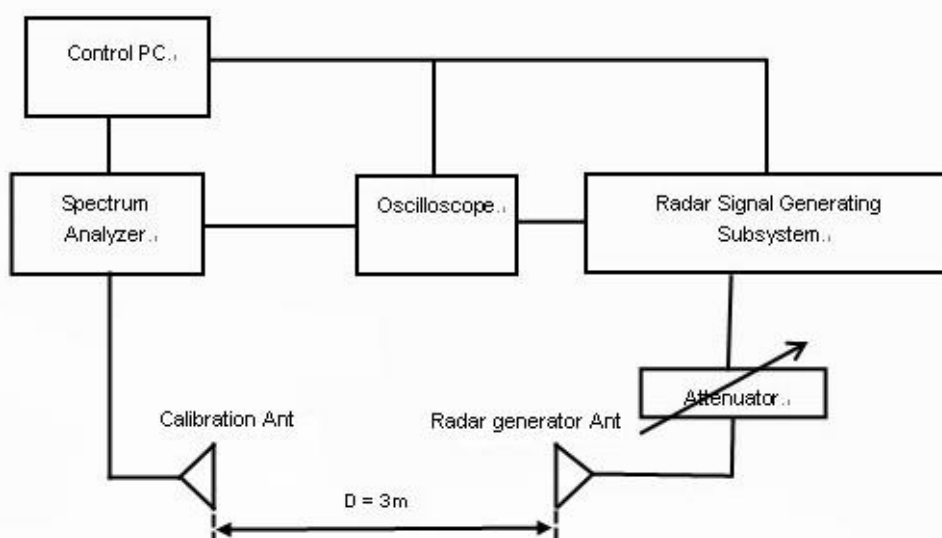 Control PC
Spectrum
Analyzer
Oscilloscope
Radar Signal Generating
Subsystem
Attenuator
Calibration Ant
Radar generator Ant
D = 3m